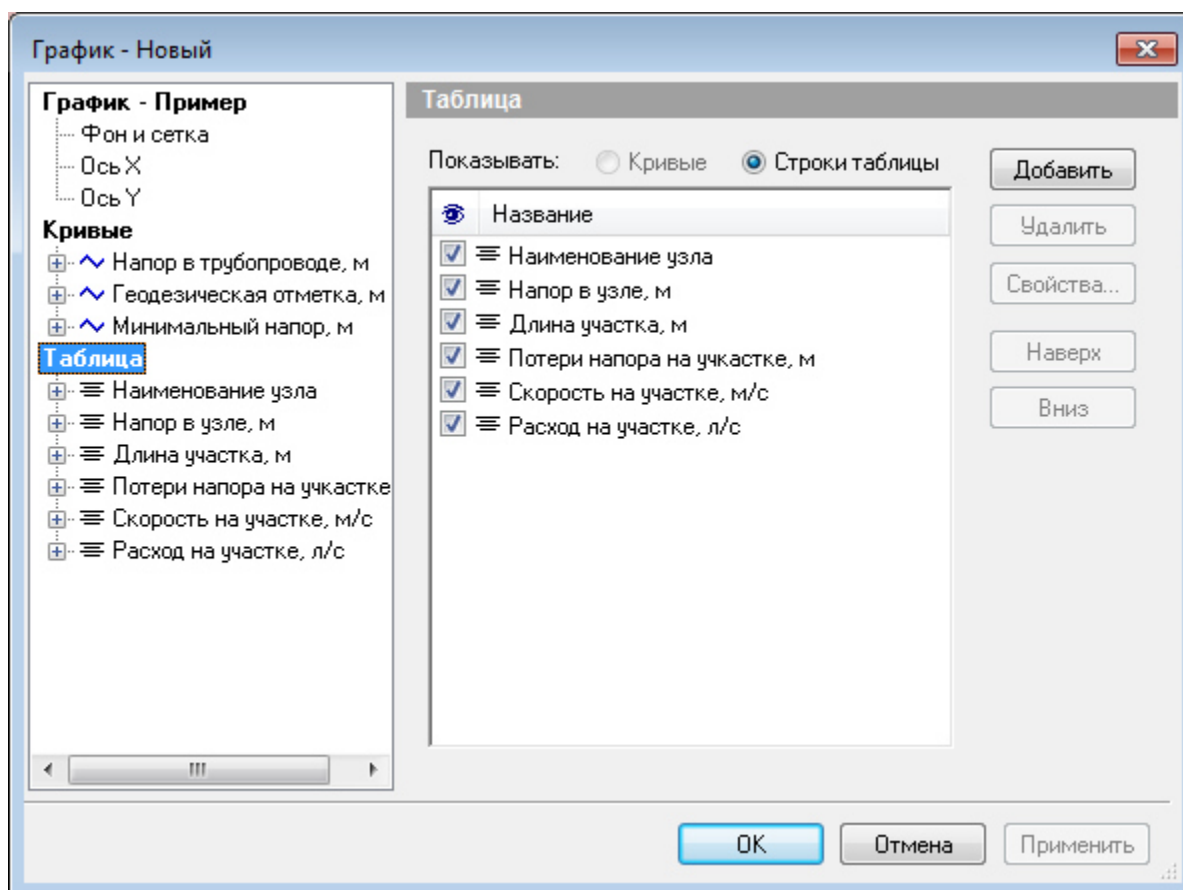 График - Новый
График - Пример
Фон и сетка
Ось X
Ось Y
Кривые
Напор в трубопроводе, м
Геодезическая отметка, м
Минимальный напор, м
Таблица
Наименование узла
Напор в узле, м
Длина участка, м
Потери напора на учкастке
Скорость на участке, м/с
Расход на участке, л/с
Таблица
Показывать: Кривые Строки таблицы
Название
Наименование узла
Напор в узле, м
Длина участка, м
Потери напора на учкастке, м
Скорость на участке, м/с
Расход на участке, л/с
Добавить
Удалить
Свойства...
Наверх
Вниз
OK Отмена Применить